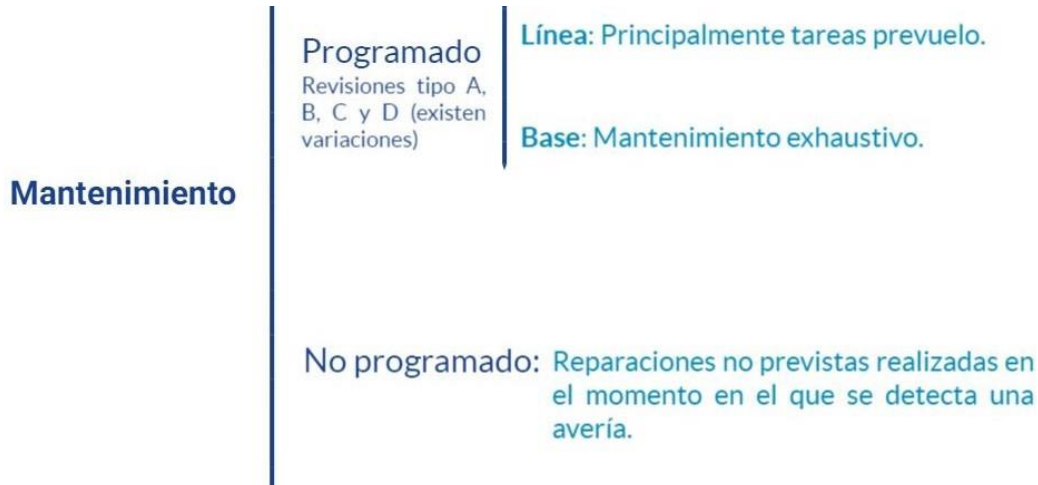 Mantenimiento
Programado
Revisiones tipo A,
B, C y D (existen
variaciones)
Línea: Principalmente tareas prevuelo.
Base: Mantenimiento exhaustivo.
No programado: Reparaciones no previstas realizadas en
el momento en el que se detecta una
avería.